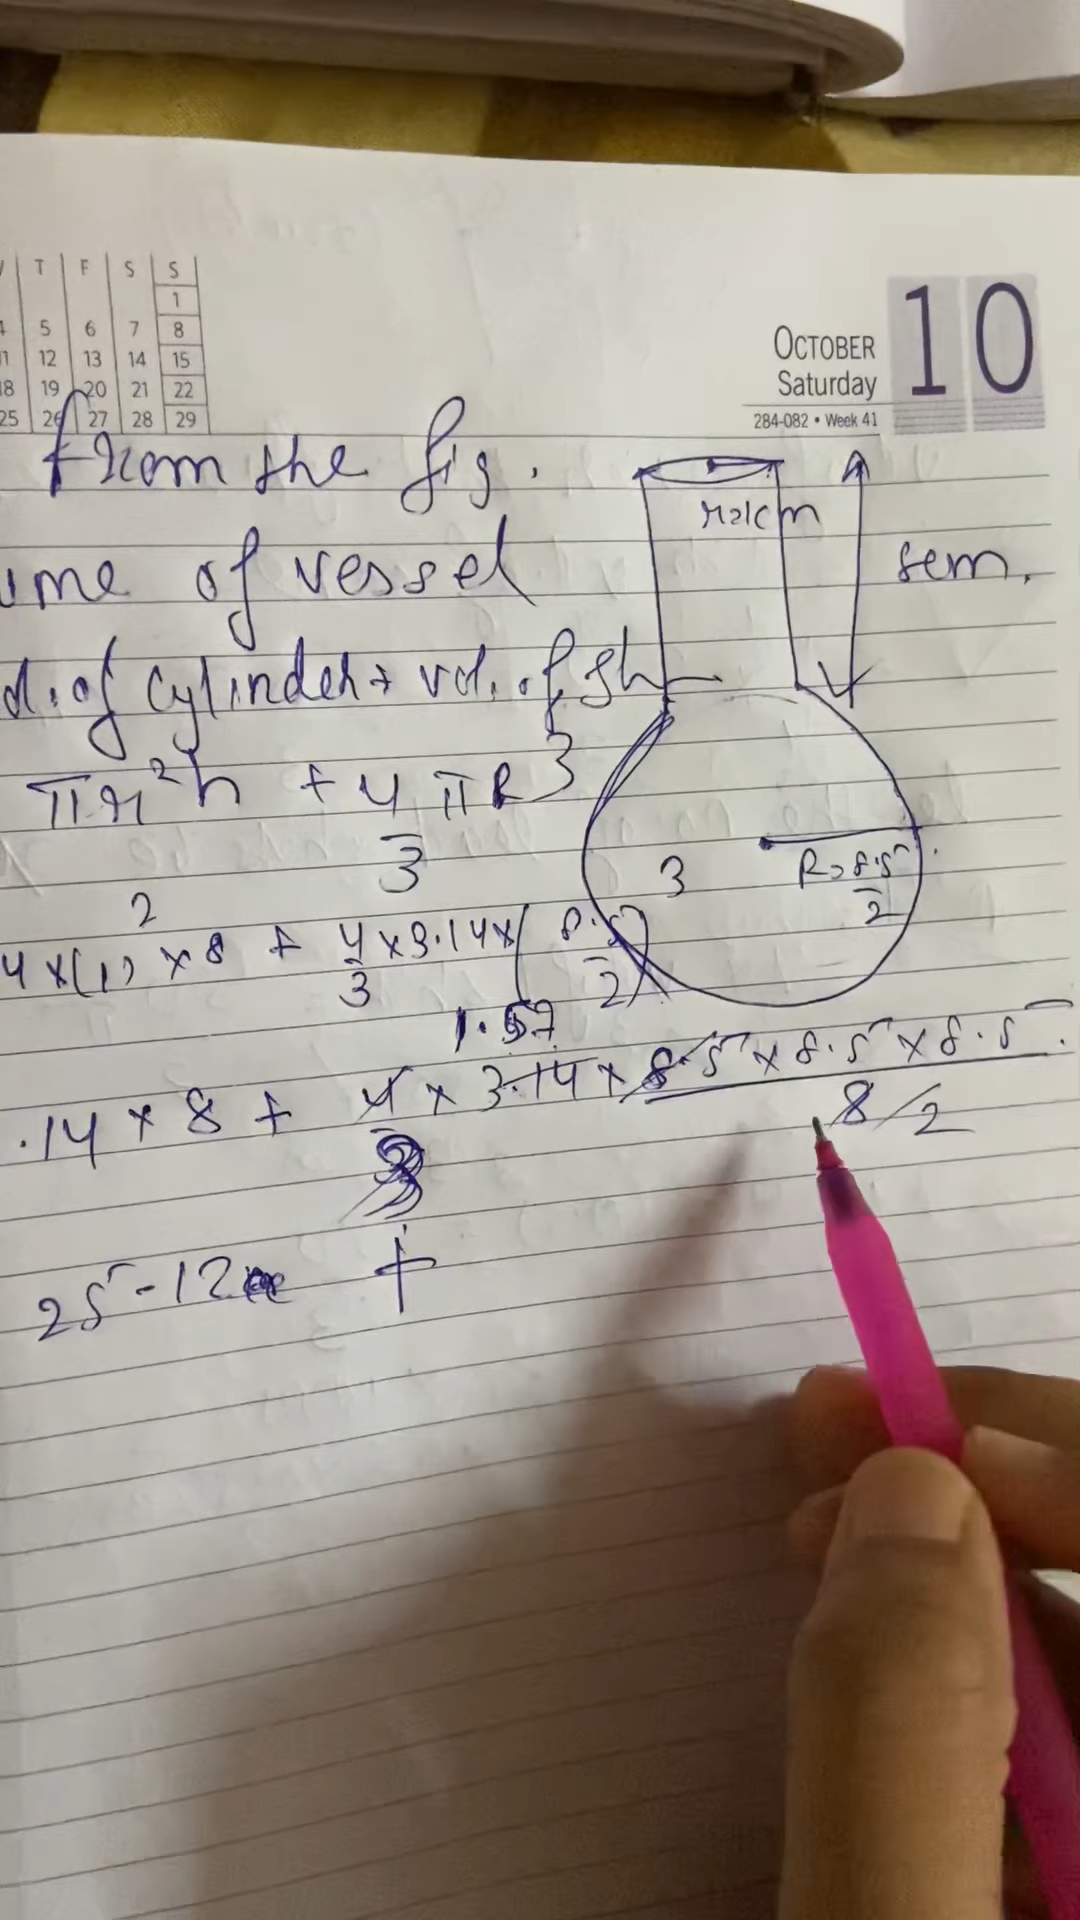 T F S S
1
5 6 7 8
11 12 13 14 15
18 19 20 21 22
25 26 27 28 29
OCTOBER
Saturday
10
284-082 • Week 41
from the fig.
r=1cm
8cm.
ume of vessel
l. of cylinder + vol. of sh
πr²h + 4/3 πR³
R = 8.5/2
4 × (1)² × 8 + 4/3 × 3.14 × (8.5/2)³
1.57
.14 × 8 + 4/3 × 3.14 × 8.5 × 8.5 × 8.5 / 8 2
25.12 +